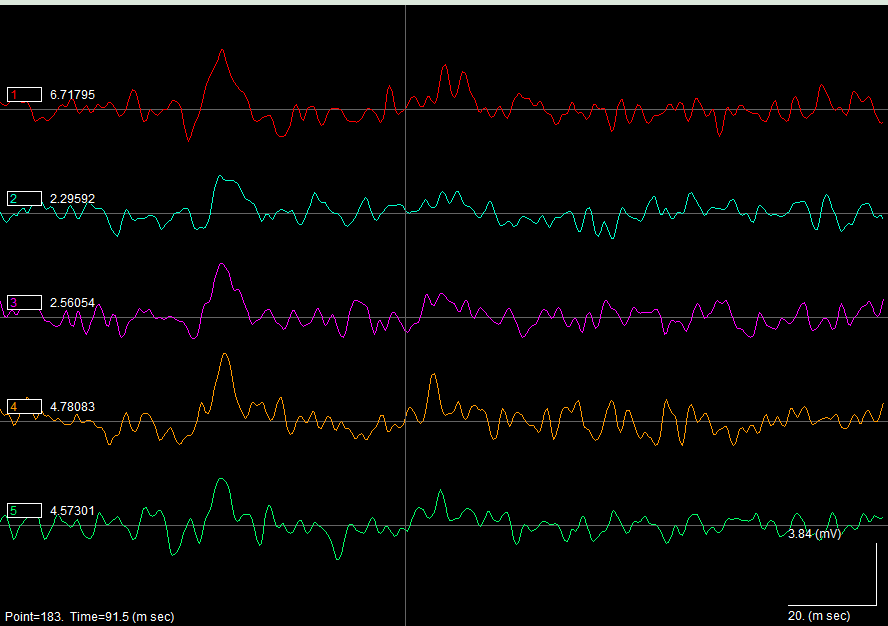 1 6.71795
2 2.29592
3 2.56054
4 4.78083
5 4.57301
3.84 (mV)
20. (m sec)
Point=183. Time=91.5 (m sec)